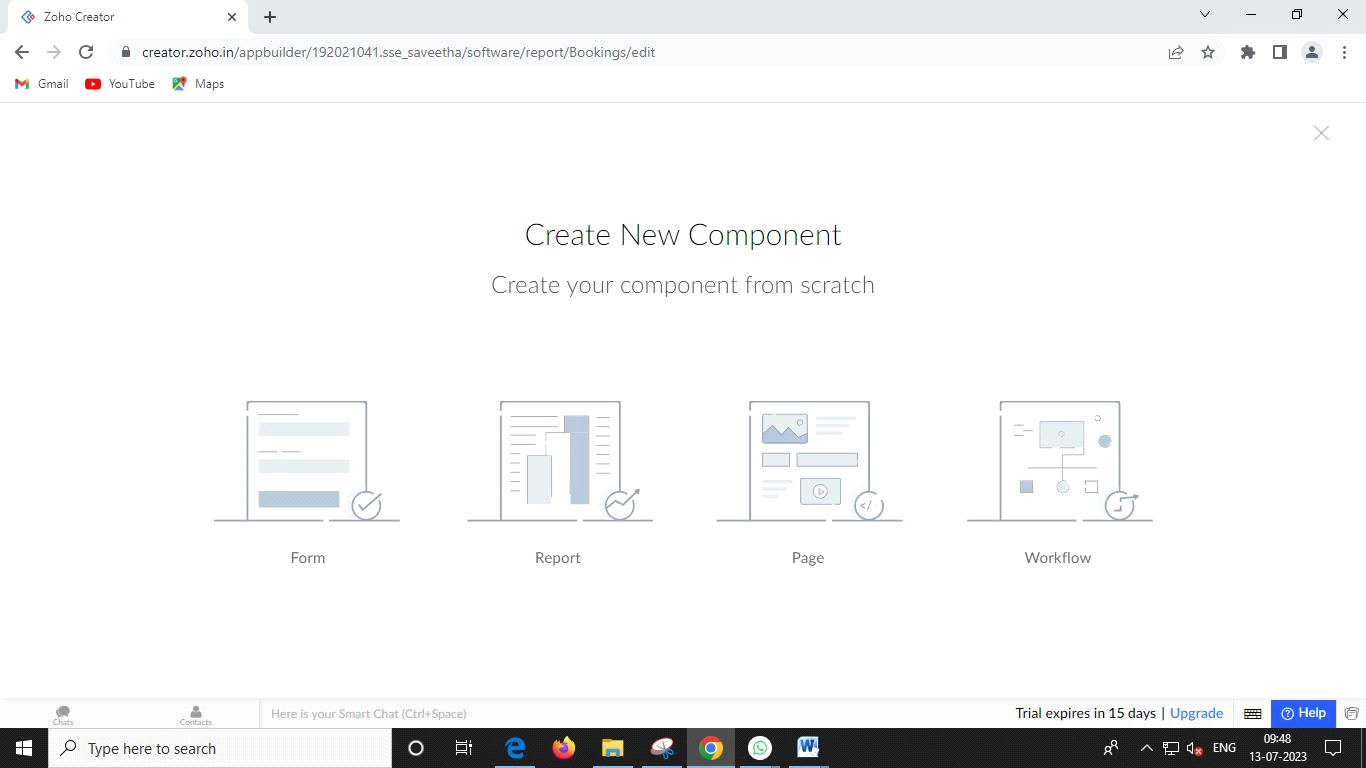 Zoho Creator
creator.zoho.in/appbuilder/192021041.sse_saveetha/software/report/Bookings/edit
Gmail YouTube Maps
Create New Component
Create your component from scratch
</>
Form Report Page Workflow
Chats Contacts Here is your Smart Chat (Ctrl+Space) Trial expires in 15 days | Upgrade Help
Type here to search ENG 09:48
13-07-2023